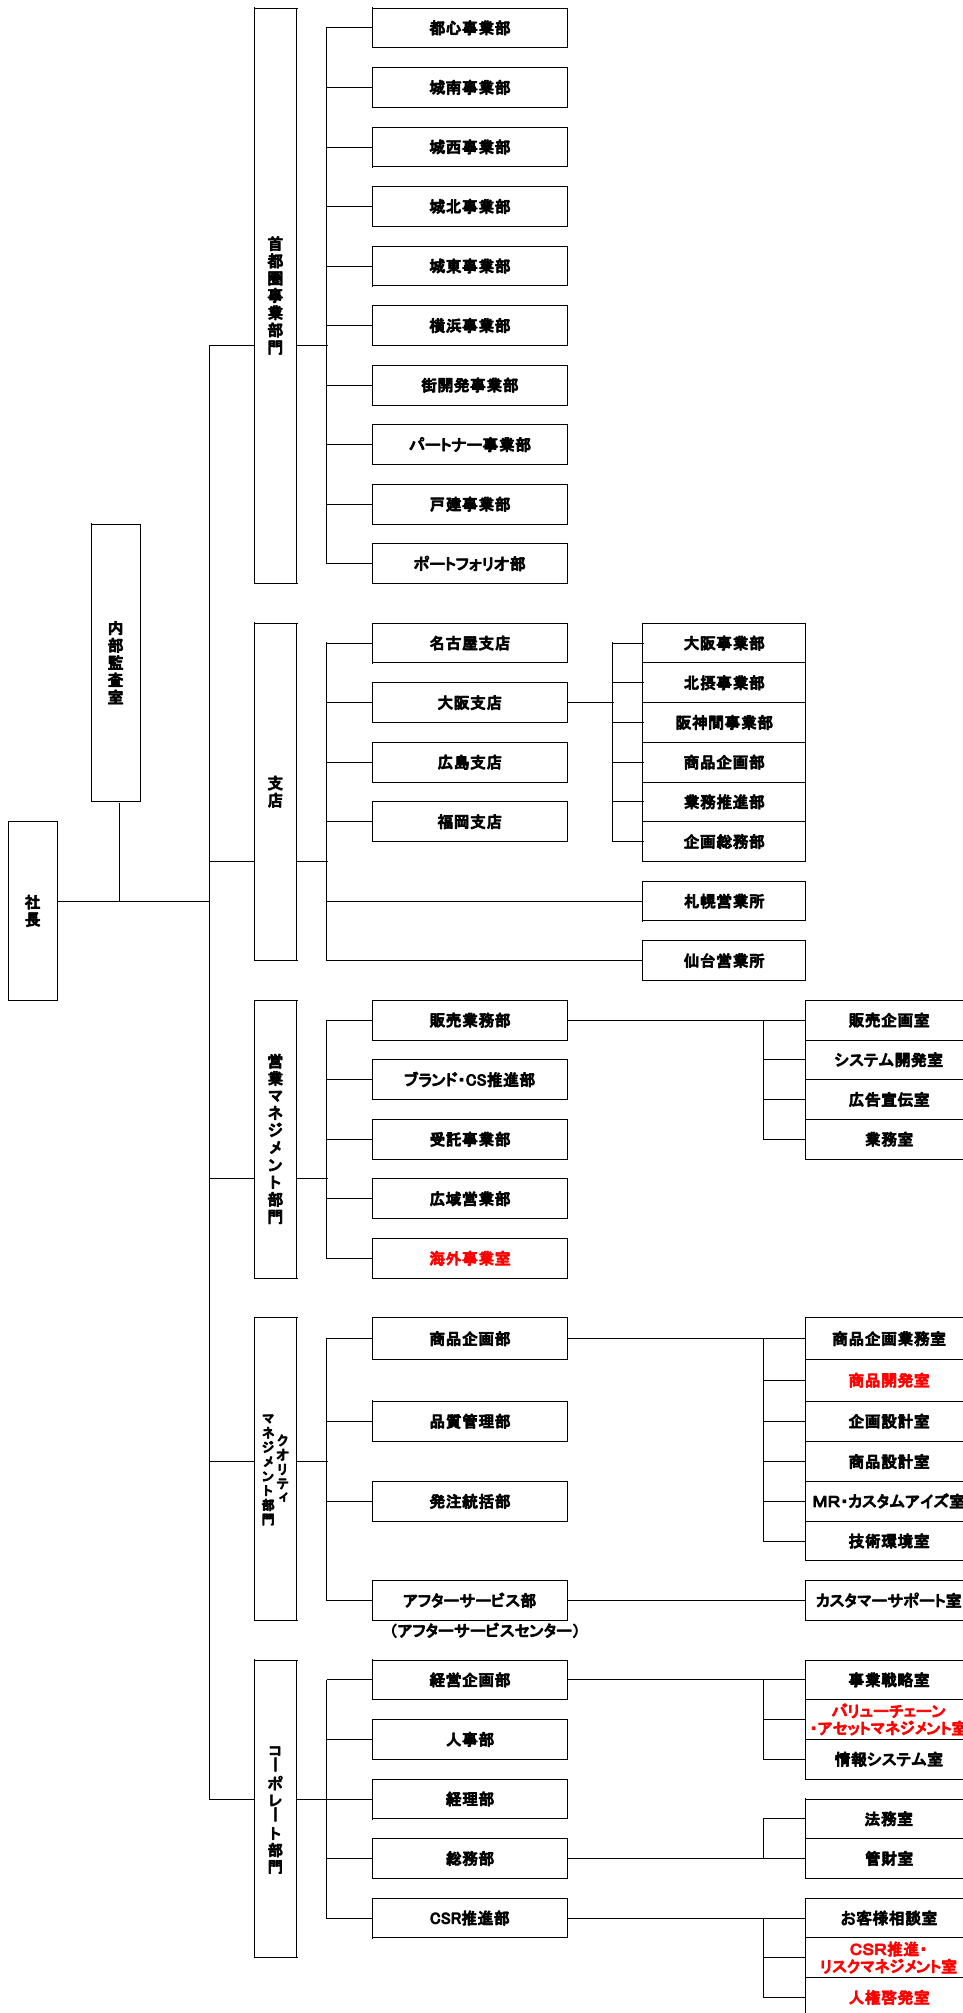 社長
内部監査室
首都圏事業部門
都心事業部
城南事業部
城西事業部
城北事業部
城東事業部
横浜事業部
街開発事業部
パートナー事業部
戸建事業部
ポートフォリオ部
支店
名古屋支店
大阪支店
大阪事業部
北摂事業部
阪神間事業部
商品企画部
業務推進部
企画総務部
広島支店
福岡支店
札幌営業所
仙台営業所
営業マネジメント部門
販売業務部
販売企画室
システム開発室
広告宣伝室
業務室
ブランド・CS推進部
受託事業部
広域営業部
海外事業室
クオリティ
マネジメント部門
商品企画部
商品企画業務室
商品開発室
企画設計室
商品設計室
MR・カスタムアイズ室
技術環境室
品質管理部
発注統括部
アフターサービス部
（アフターサービスセンター）
カスタマーサポート室
コーポレート部門
経営企画部
事業戦略室
バリューチェーン
・アセットマネジメント室
情報システム室
人事部
経理部
総務部
法務室
管財室
CSR推進部
お客様相談室
CSR推進・
リスクマネジメント室
人権啓発室